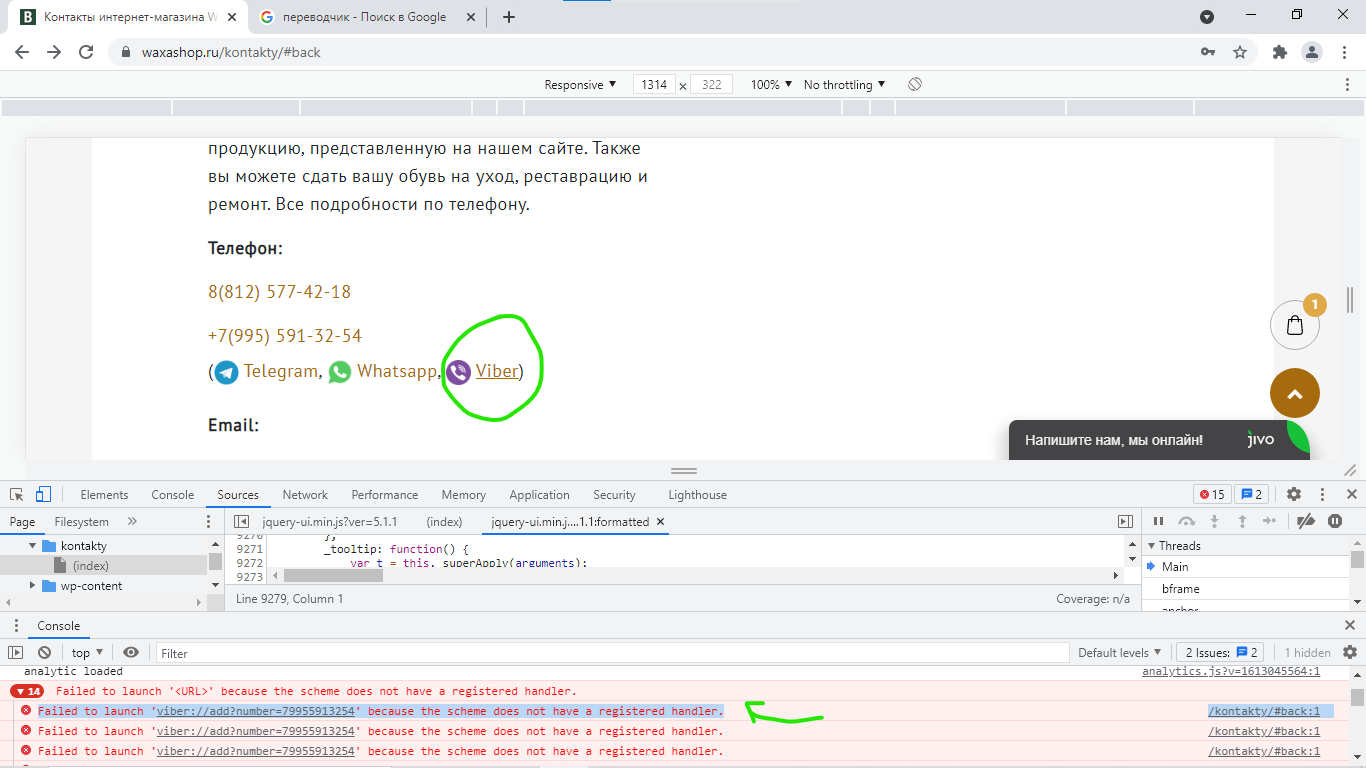 Контакты интернет-магазина W
переводчик - Поиск в Google
waxashop.ru/kontakty/#back
Responsive ▼ 1314 × 322 100% ▼ No throttling ▼
продукцию, представленную на нашем сайте. Также
вы можете сдать вашу обувь на уход, реставрацию и
ремонт. Все подробности по телефону.
Телефон:
8(812) 577-42-18
+7(995) 591-32-54
(Telegram, Whatsapp, Viber)
Email:
1
Напишите нам, мы онлайн! jivo
Elements Console Sources Network Performance Memory Application Security Lighthouse 15 2
Page Filesystem » jquery-ui.min.js?ver=5.1.1 (index) jquery-ui.min.j….1.1:formatted ×
kontakty
(index)
wp-content
9270 },
9271 _tooltip: function() {
9272 var t = this._superApply(arguments);
9273
Line 9279, Column 1 Coverage: n/a
Threads
Main
bframe
anchor
Console
top ▼ Filter Default levels ▼ 2 Issues: 2 1 hidden
analytic loaded analytics.js?v=1613045564:1
14 Failed to launch '<URL>' because the scheme does not have a registered handler.
Failed to launch 'viber://add?number=79955913254' because the scheme does not have a registered handler. /kontakty/#back:1
Failed to launch 'viber://add?number=79955913254' because the scheme does not have a registered handler. /kontakty/#back:1
Failed to launch 'viber://add?number=79955913254' because the scheme does not have a registered handler. /kontakty/#back:1